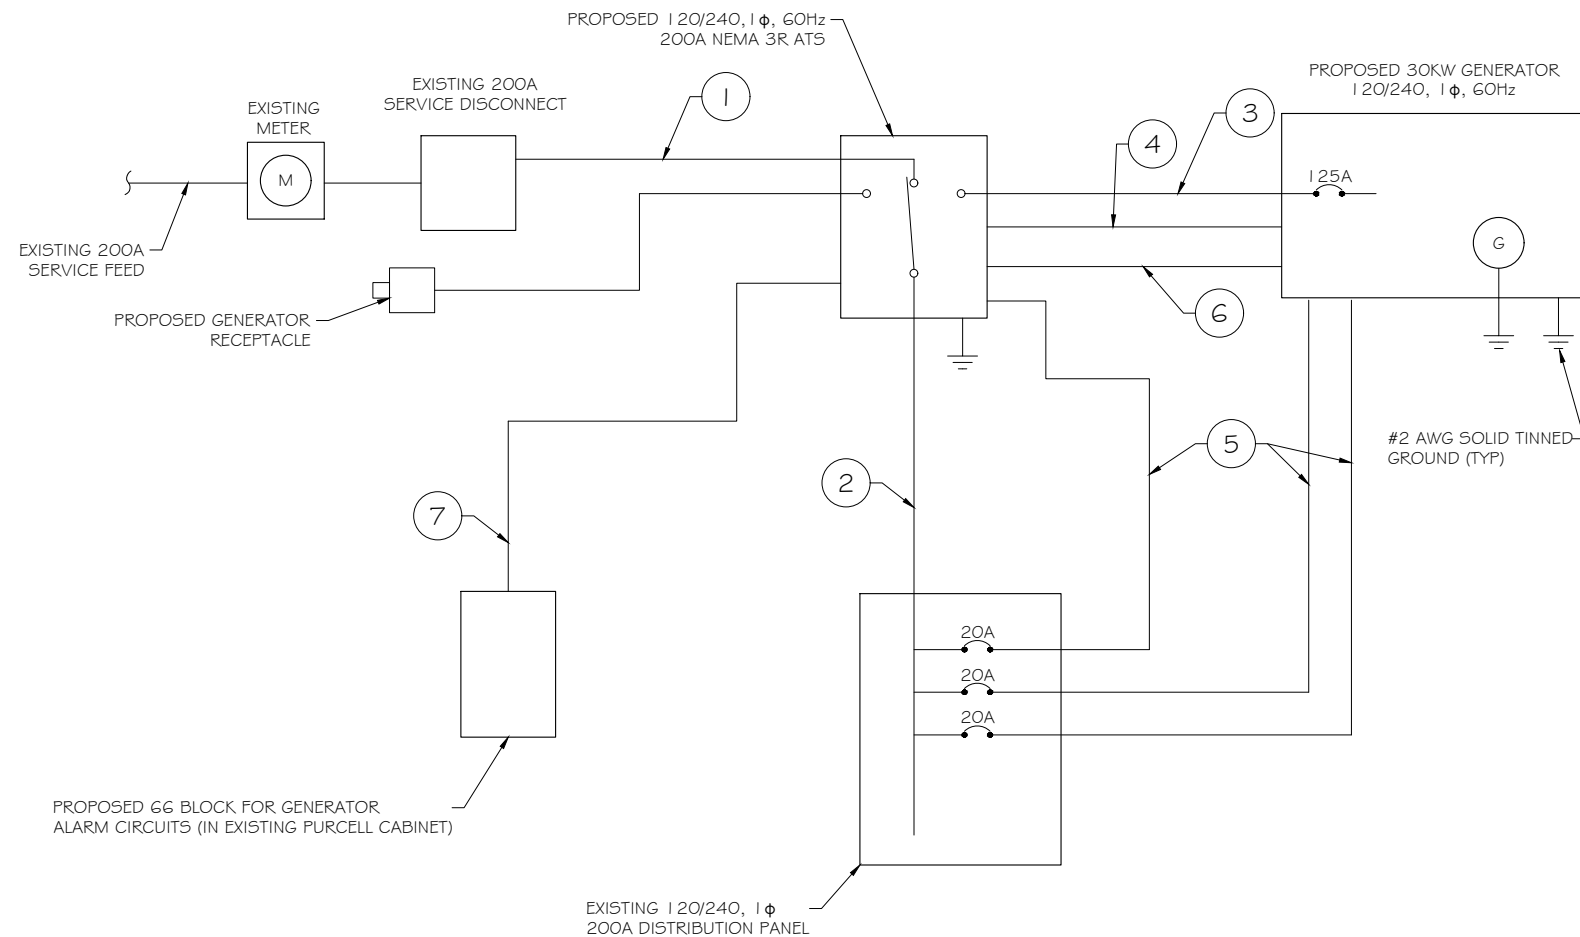 PROPOSED 120/240, 1ϕ, 60Hz
200A NEMA 3R ATS
EXISTING 200A
SERVICE DISCONNECT
1
EXISTING
METER
M
PROPOSED 30KW GENERATOR
120/240, 1ϕ, 60Hz
3
4
125A
G
EXISTING 200A
SERVICE FEED
PROPOSED GENERATOR
RECEPTACLE
6
#2 AWG SOLID TINNED
GROUND (TYP)
5
2
7
20A
20A
20A
PROPOSED 66 BLOCK FOR GENERATOR
ALARM CIRCUITS (IN EXISTING PURCELL CABINET)
EXISTING 120/240, 1ϕ
200A DISTRIBUTION PANEL